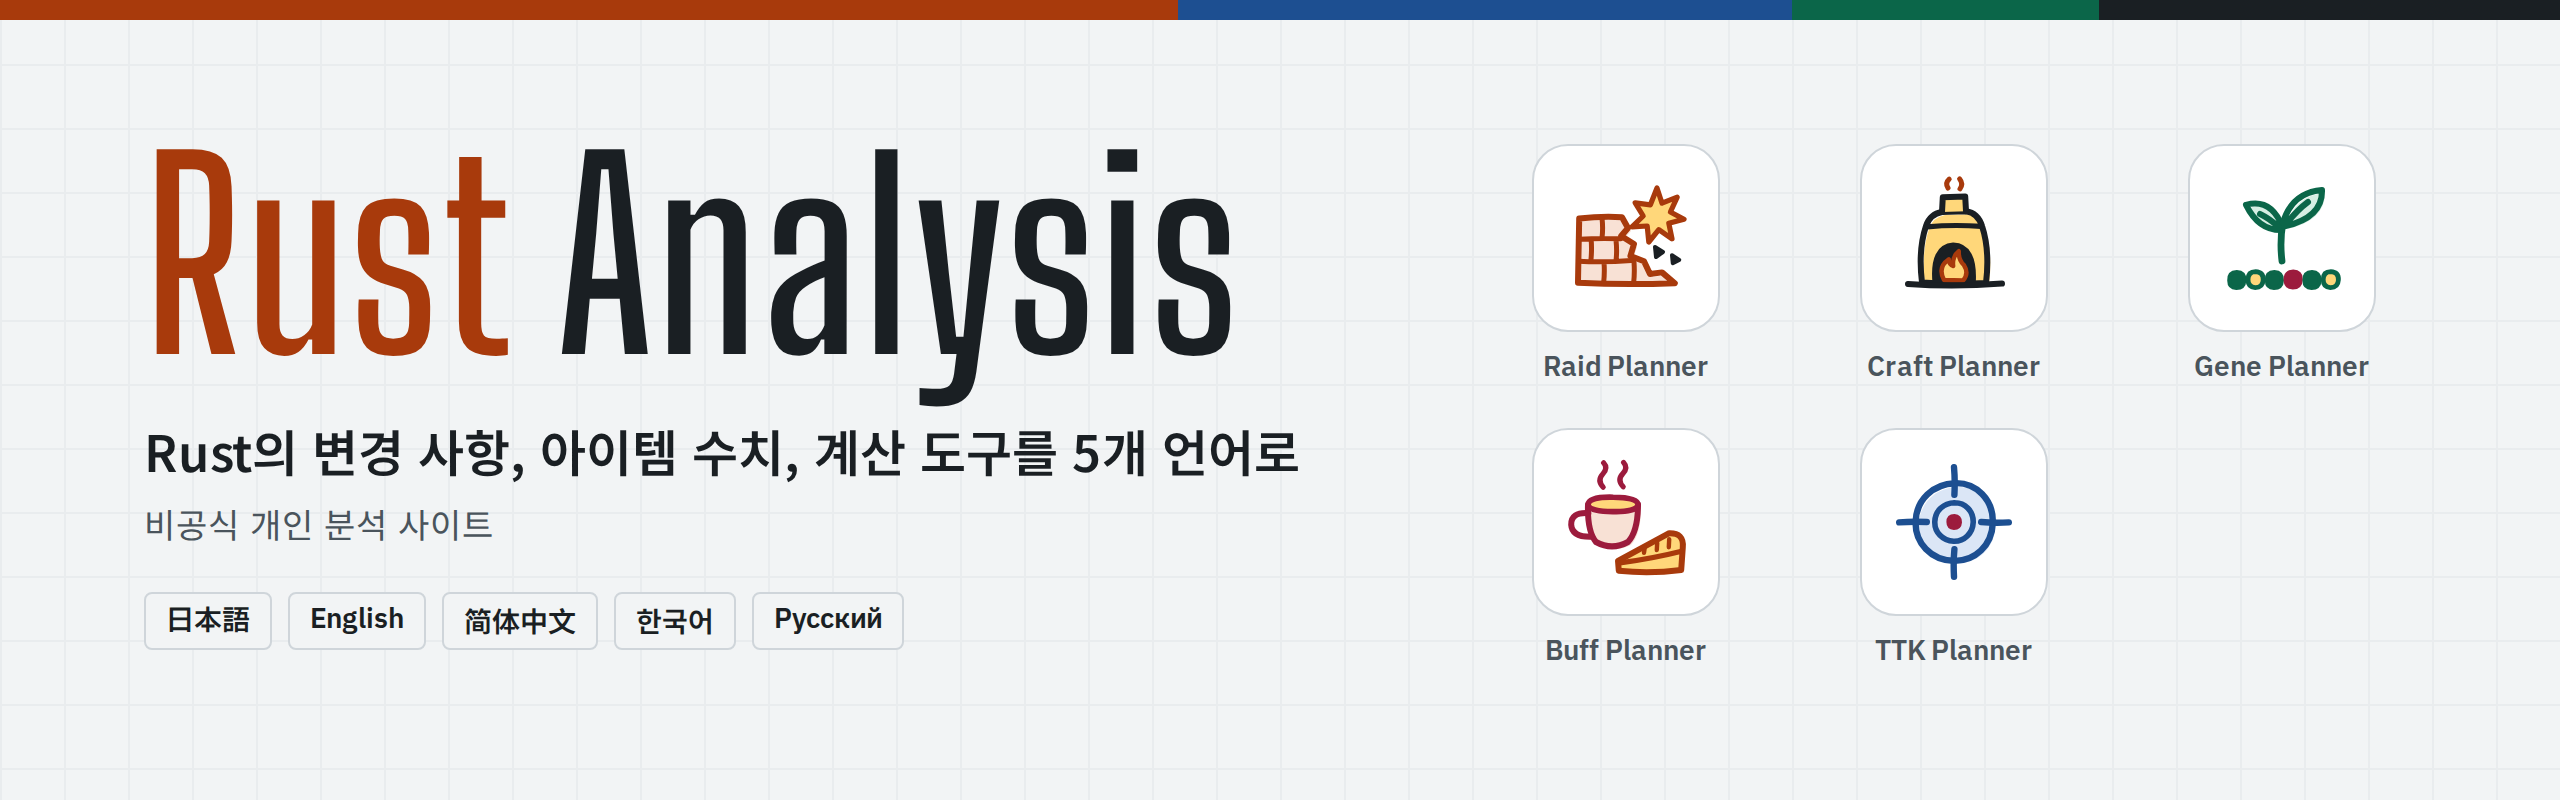 Rust Analysis
Rust의 변경 사항, 아이템 수치, 계산 도구를 5개 언어로
비공식 개인 분석 사이트
日本語 English 简体中文 한국어 Русский
Raid Planner Craft Planner Gene Planner
Buff Planner TTK Planner